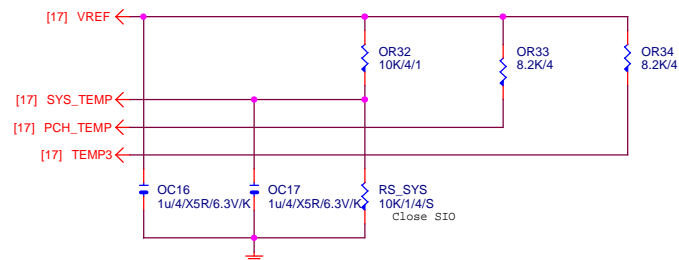 [17] VREF
OR32
10K/4/1
OR33
8.2K/4
OR34
8.2K/4
[17] SYS_TEMP
[17] PCH_TEMP
[17] TEMP3
OC16
1u/4/X5R/6.3V/K
OC17
1u/4/X5R/6.3V/K
RS_SYS
10K/1/4/S
Close SIO